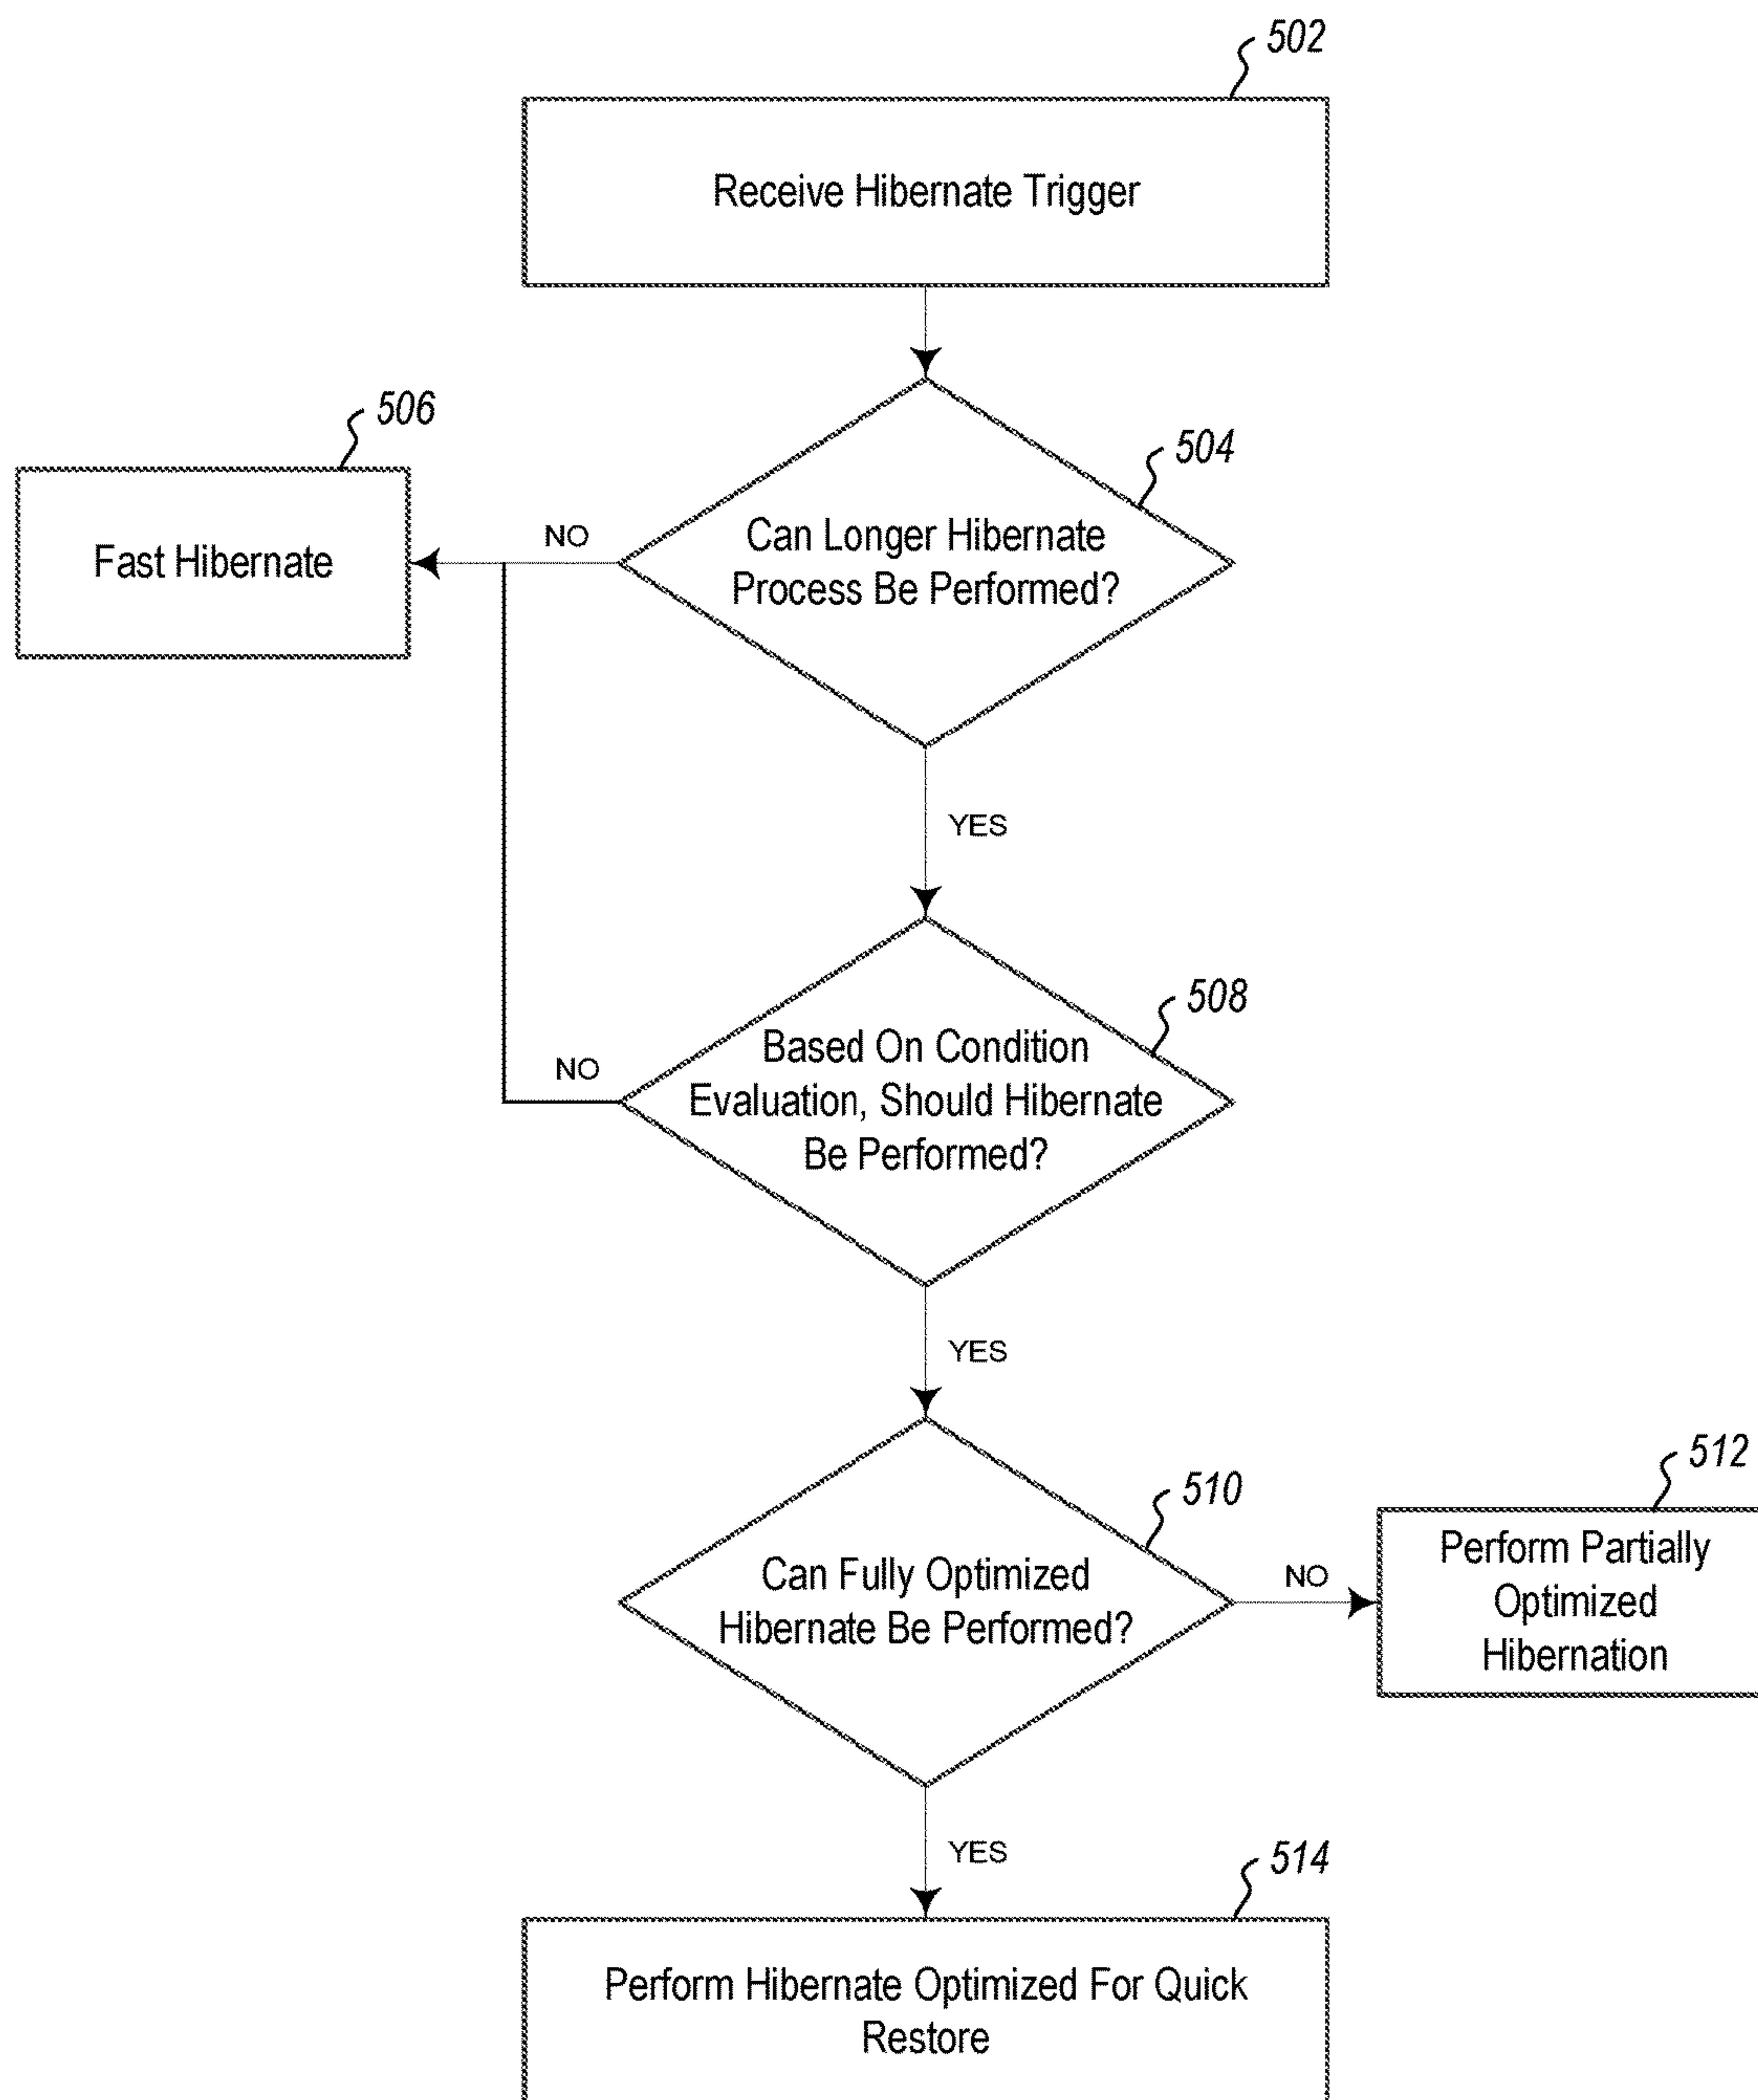 502
Receive Hibernate Trigger
506
504
Fast Hibernate
NO
Can Longer Hibernate
Process Be Performed?
YES
508
NO
Based On Condition
Evaluation, Should Hibernate
Be Performed?
YES
510
512
Can Fully Optimized
Hibernate Be Performed?
NO
Perform Partially
Optimized
Hibernation
YES
514
Perform Hibernate Optimized For Quick
Restore